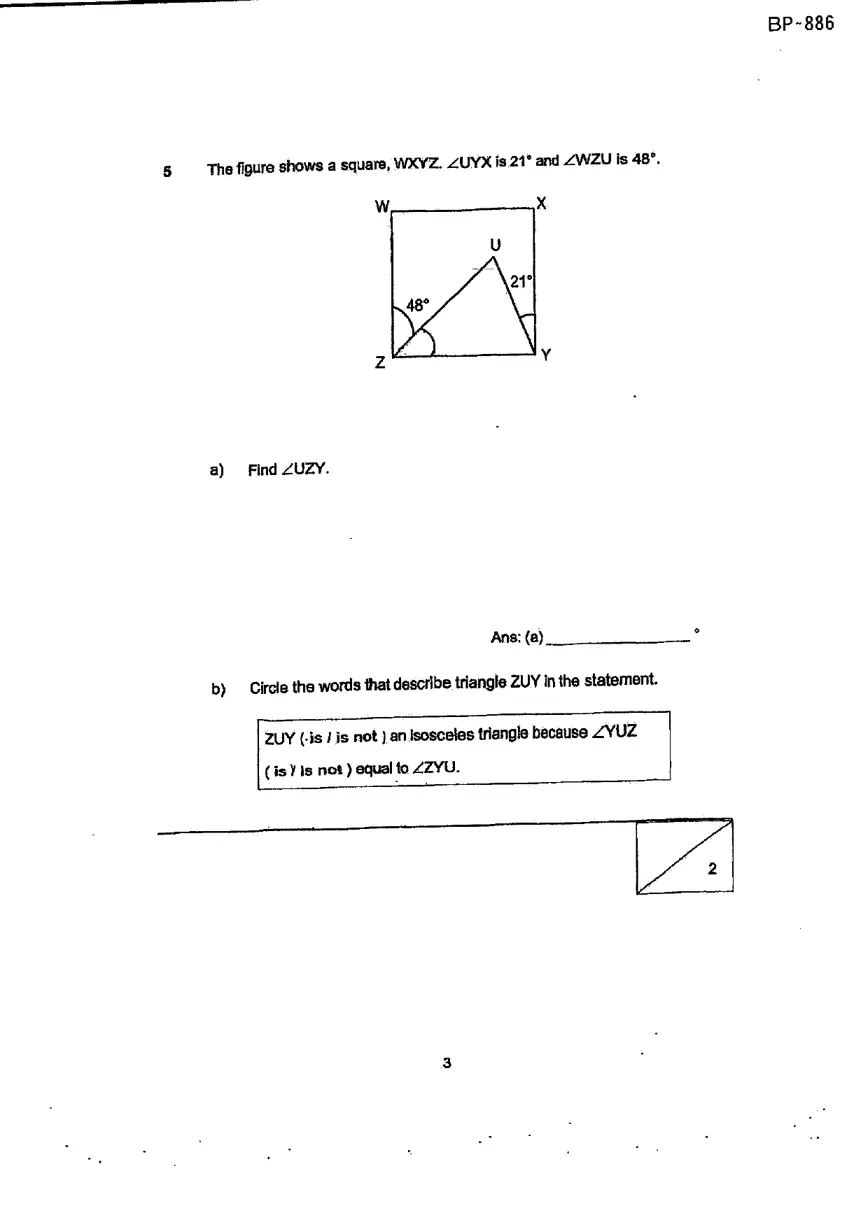 BP-886
5 The figure shows a square, WXYZ. ∠UYX is 21° and ∠WZU is 48°.
W X
U
21°
48°
Z Y
a) Find ∠UZY.
Ans: (a) ______________ °
b) Circle the words that describe triangle ZUY in the statement.
ZUY ( is / is not ) an isosceles triangle because ∠YUZ
( is / is not ) equal to ∠ZYU.
2
3